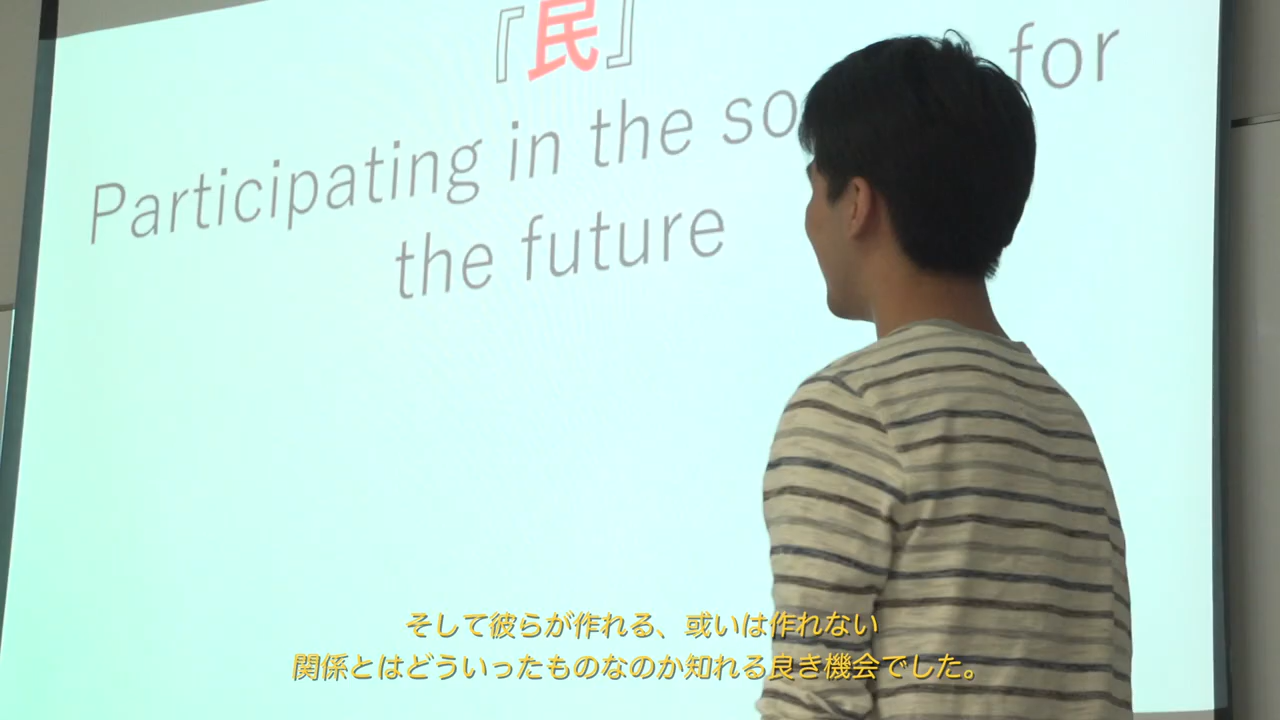 『民』
Participating in the for
the future
そして彼らが作れる、或いは作れない
関係とはどういったものなのか知れる良き機会でした。